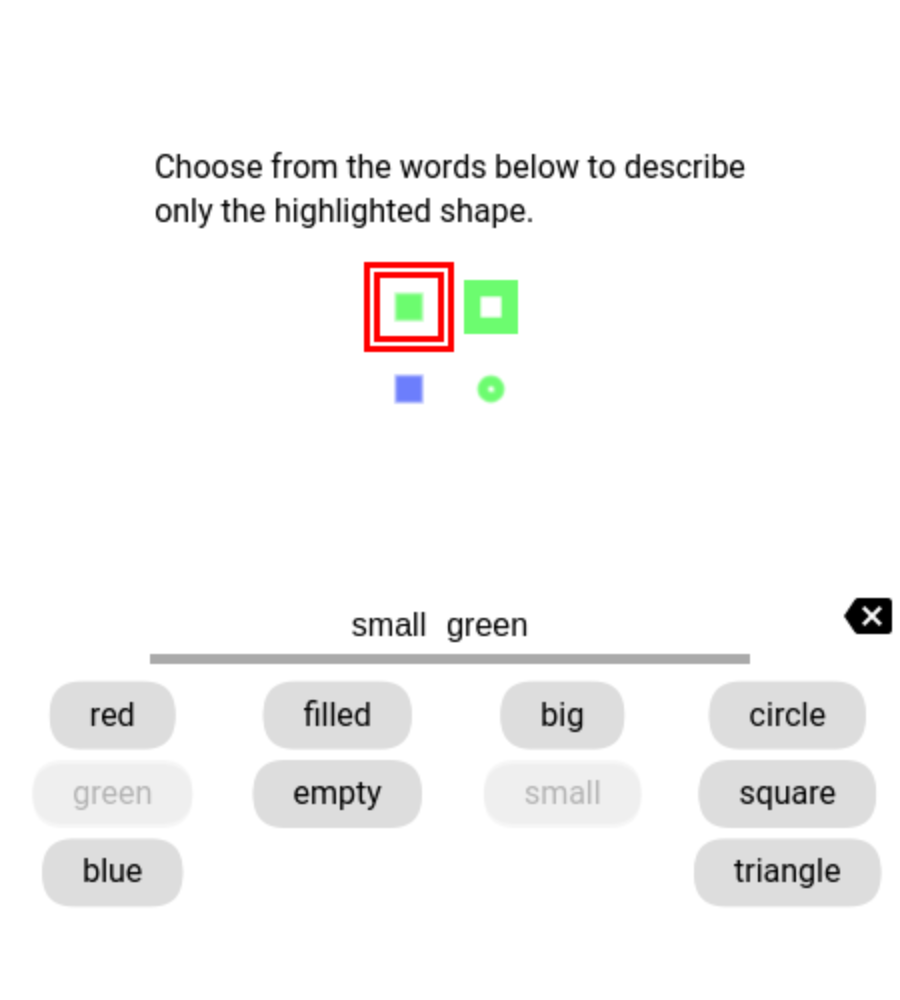 Choose from the words below to describe
only the highlighted shape.
small green
red filled big circle
green empty small square
blue triangle